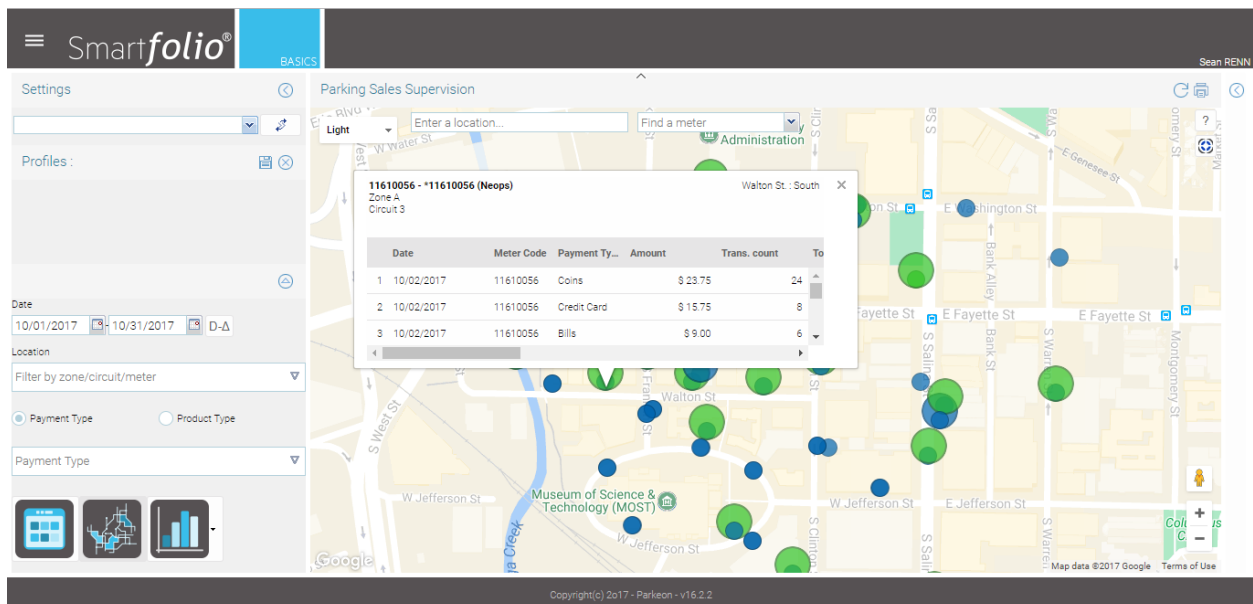 Smartfolio®
BASICS
Sean RENN
Settings
Profiles :
Date
10/01/2017 - 10/31/2017 D-Δ
Location
Filter by zone/circuit/meter
Payment Type Product Type
Payment Type
Parking Sales Supervision
Light
Enter a location...
Find a meter
?
11610056 - *11610056 (Neops) Walton St. : South
Zone A
Circuit 3
Date Meter Code Payment Ty... Amount Trans. count To
1 10/02/2017 11610056 Coins $ 23.75 24
2 10/02/2017 11610056 Credit Card $ 15.75 8
3 10/02/2017 11610056 Bills $ 9.00 6
W Water St
Administration
E Genesee St
E Washington St
Bank Alley
Fayette St
E Fayette St
E Fayette St
Bank St
Montgomery St
Walton St
S West St
W Jefferson St
Museum of Science &
Technology (MOST)
W Jefferson St
W Jefferson St
E Jefferson St
S Clinton
Creek
Google
Map data ©2017 Google Terms of Use
Copyright(c) 2o17 - Parkeon - v16.2.2